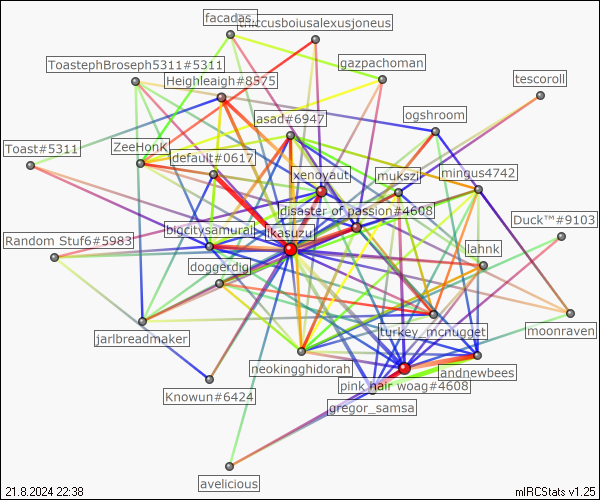 facadas.
thiccusboiusalexusjoneus
ToastephBroseph5311#5311
gazpachoman
Heighleaigh#8575
tescoroll
asad#6947
ogshroom
Toast#5311
ZeeHonK
default#0617
xenoyaut
mukszi
mingus4742
disaster of passion#4608
Duck™#9103
Random Stuf6#5983
bigcitysamurai
ikasuzu
lahnk
doggerdig
jarlbreadmaker
turkey_mcnugget
moonraven
neokingghidorah
andnewbees
pink hair woag#4608
Knowun#6424
gregor_samsa
avelicious
21.8.2024 22:38
mIRCStats v1.25